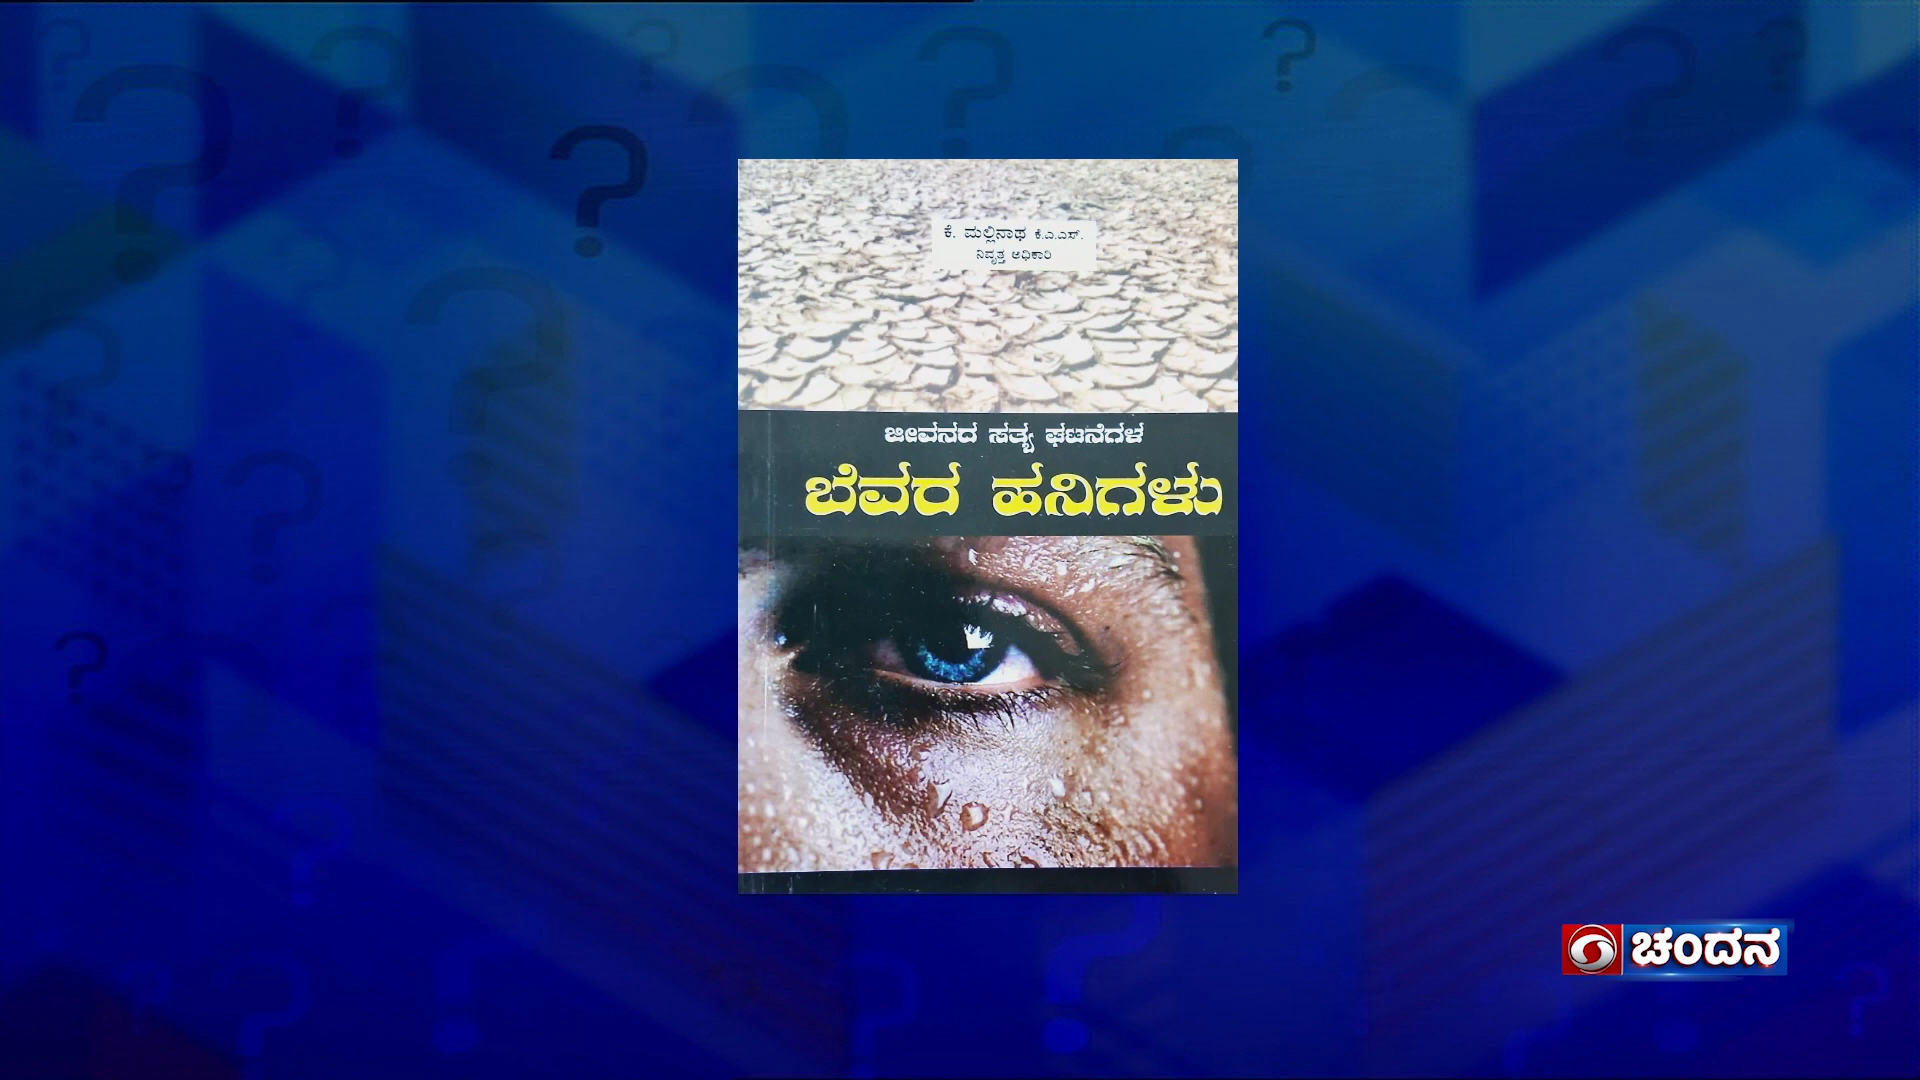 ಕೆ. ಮಲ್ಲಿನಾಥ ಕೆ.ಎ.ಎಸ್.
ನಿವೃತ್ತ ಅಧಿಕಾರಿ
ಜೀವನದ ಸತ್ಯ ಘಟನೆಗಳ
ಬೆವರ ಹನಿಗಳು
ಚಂದನ